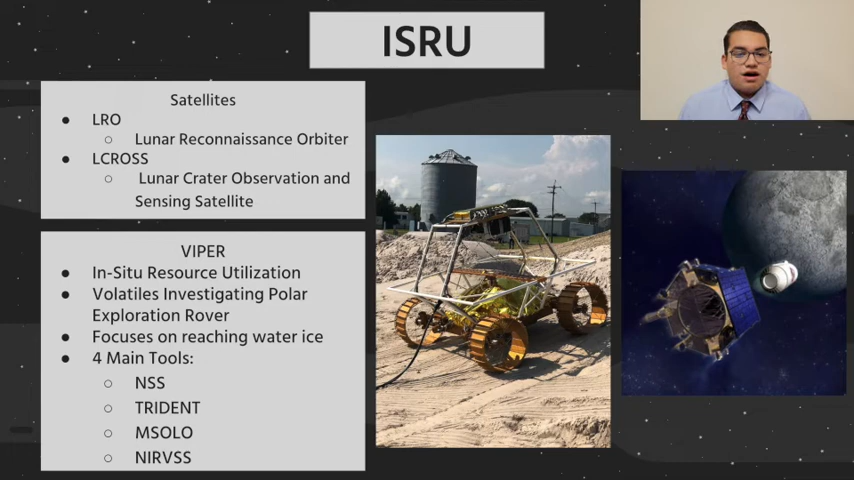 ISRU
Satellites
● LRO
○ Lunar Reconnaissance Orbiter
● LCROSS
○ Lunar Crater Observation and
Sensing Satellite
VIPER
● In-Situ Resource Utilization
● Volatiles Investigating Polar
Exploration Rover
● Focuses on reaching water ice
● 4 Main Tools:
○ NSS
○ TRIDENT
○ MSOLO
○ NIRVSS